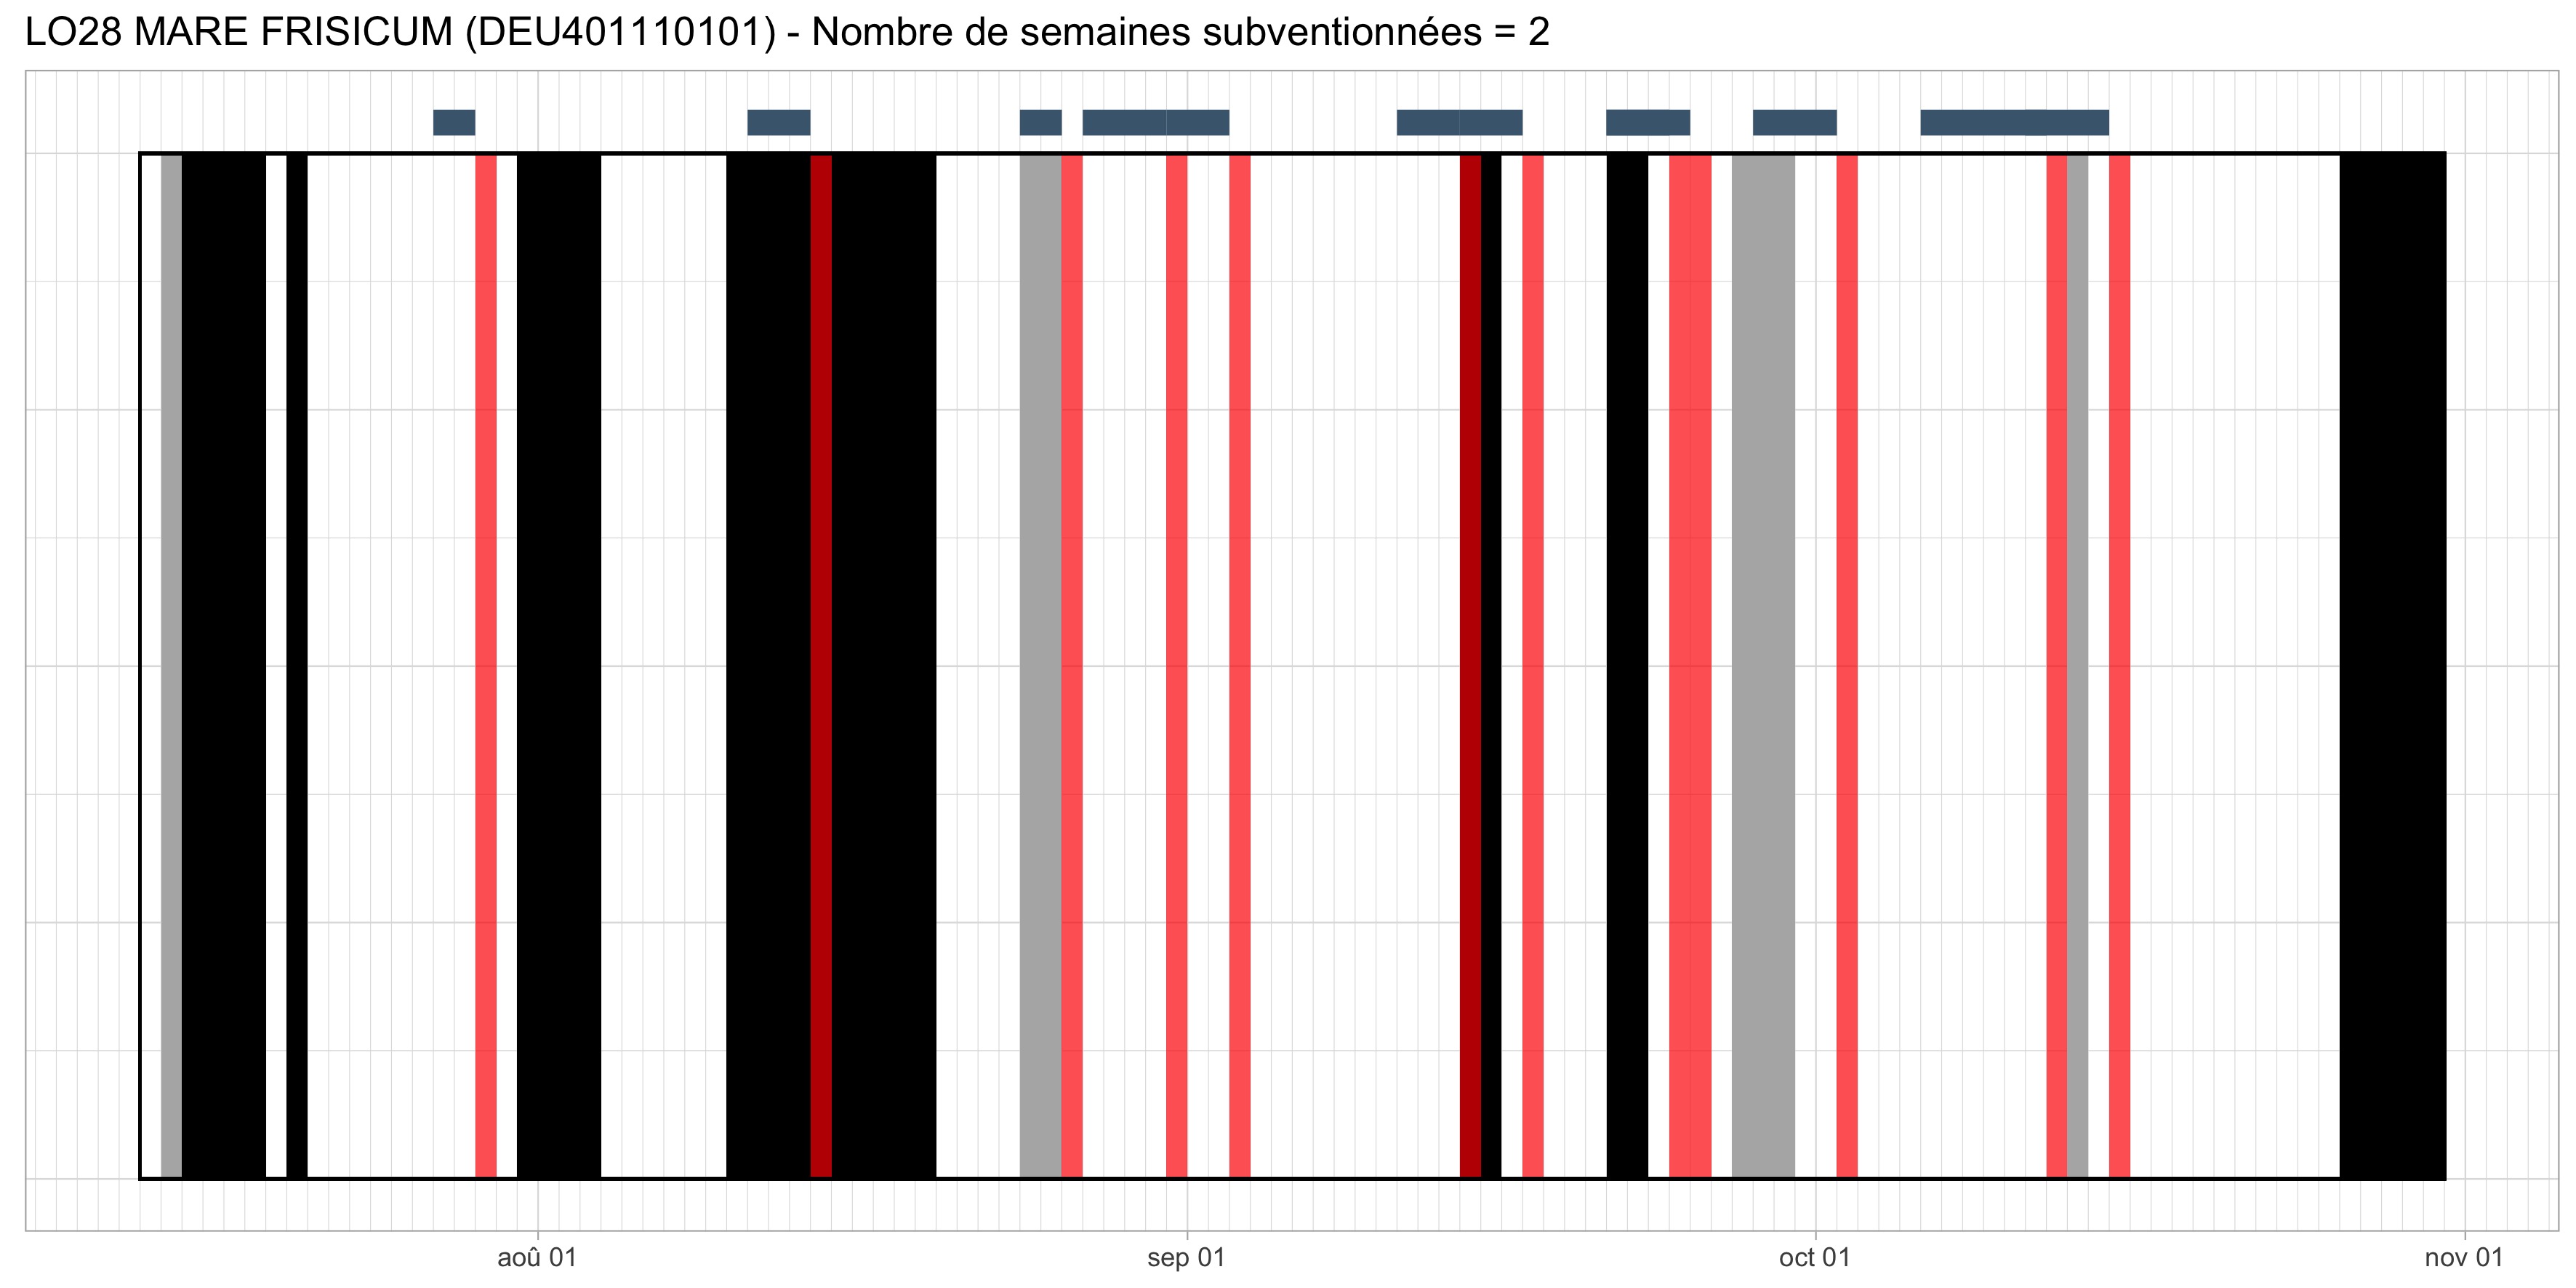 LO28 MARE FRISICUM (DEU401110101) - Nombre de semaines subventionnées = 2
aoû 01 sep 01 oct 01 nov 01